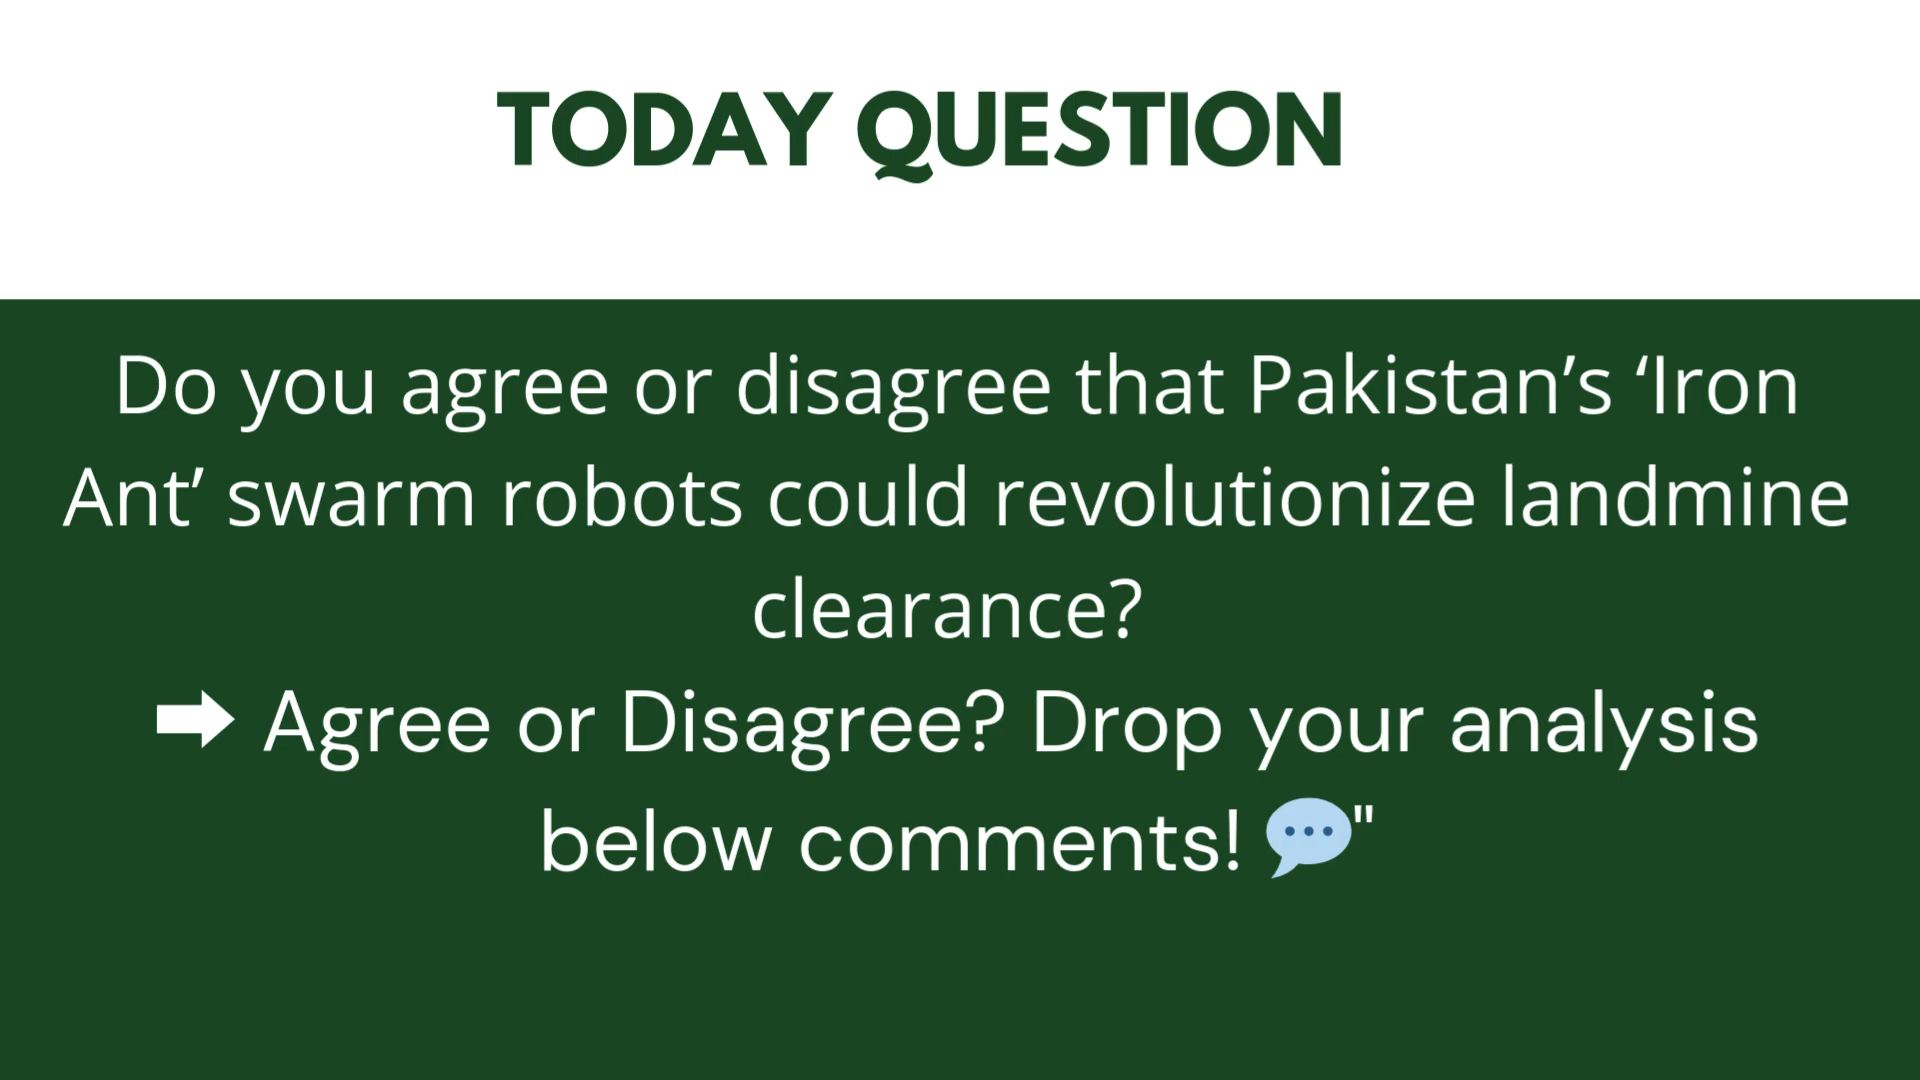 TODAY QUESTION
Do you agree or disagree that Pakistan’s ‘Iron
Ant’ swarm robots could revolutionize landmine
clearance?
➡ Agree or Disagree? Drop your analysis
below comments! 💬"